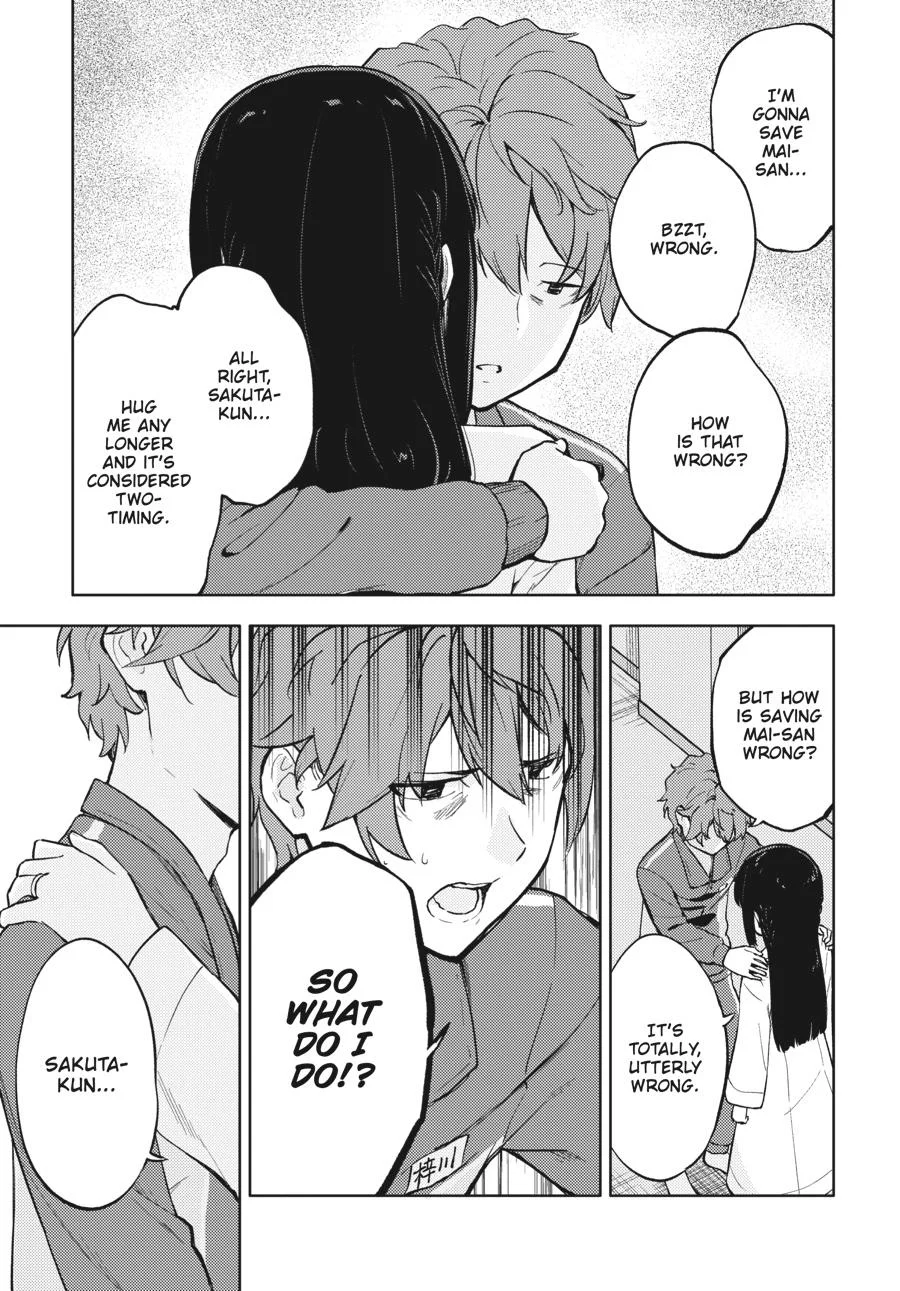 I'M
GONNA
SAVE
MAI-
SAN...
BZZT,
WRONG.
HOW
IS THAT
WRONG?
ALL
RIGHT,
SAKUTA-
KUN...
HUG
ME ANY
LONGER
AND IT'S
CONSIDERED
TWO-
TIMING.
BUT HOW
IS SAVING
MAI-SAN
WRONG?
IT'S
TOTALLY,
UTTERLY
WRONG.
SO
WHAT
DO I
DO!?
梓川
SAKUTA-
KUN...